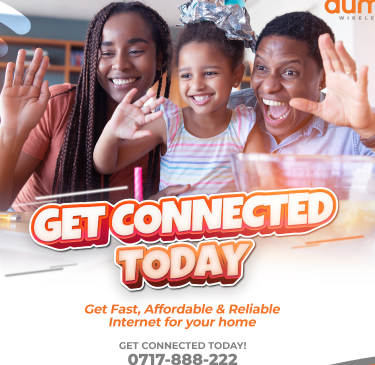 GET CONNECTED
TODAY
Get Fast, Affordable & Reliable
Internet for your home
GET CONNECTED TODAY!
0717-888-222